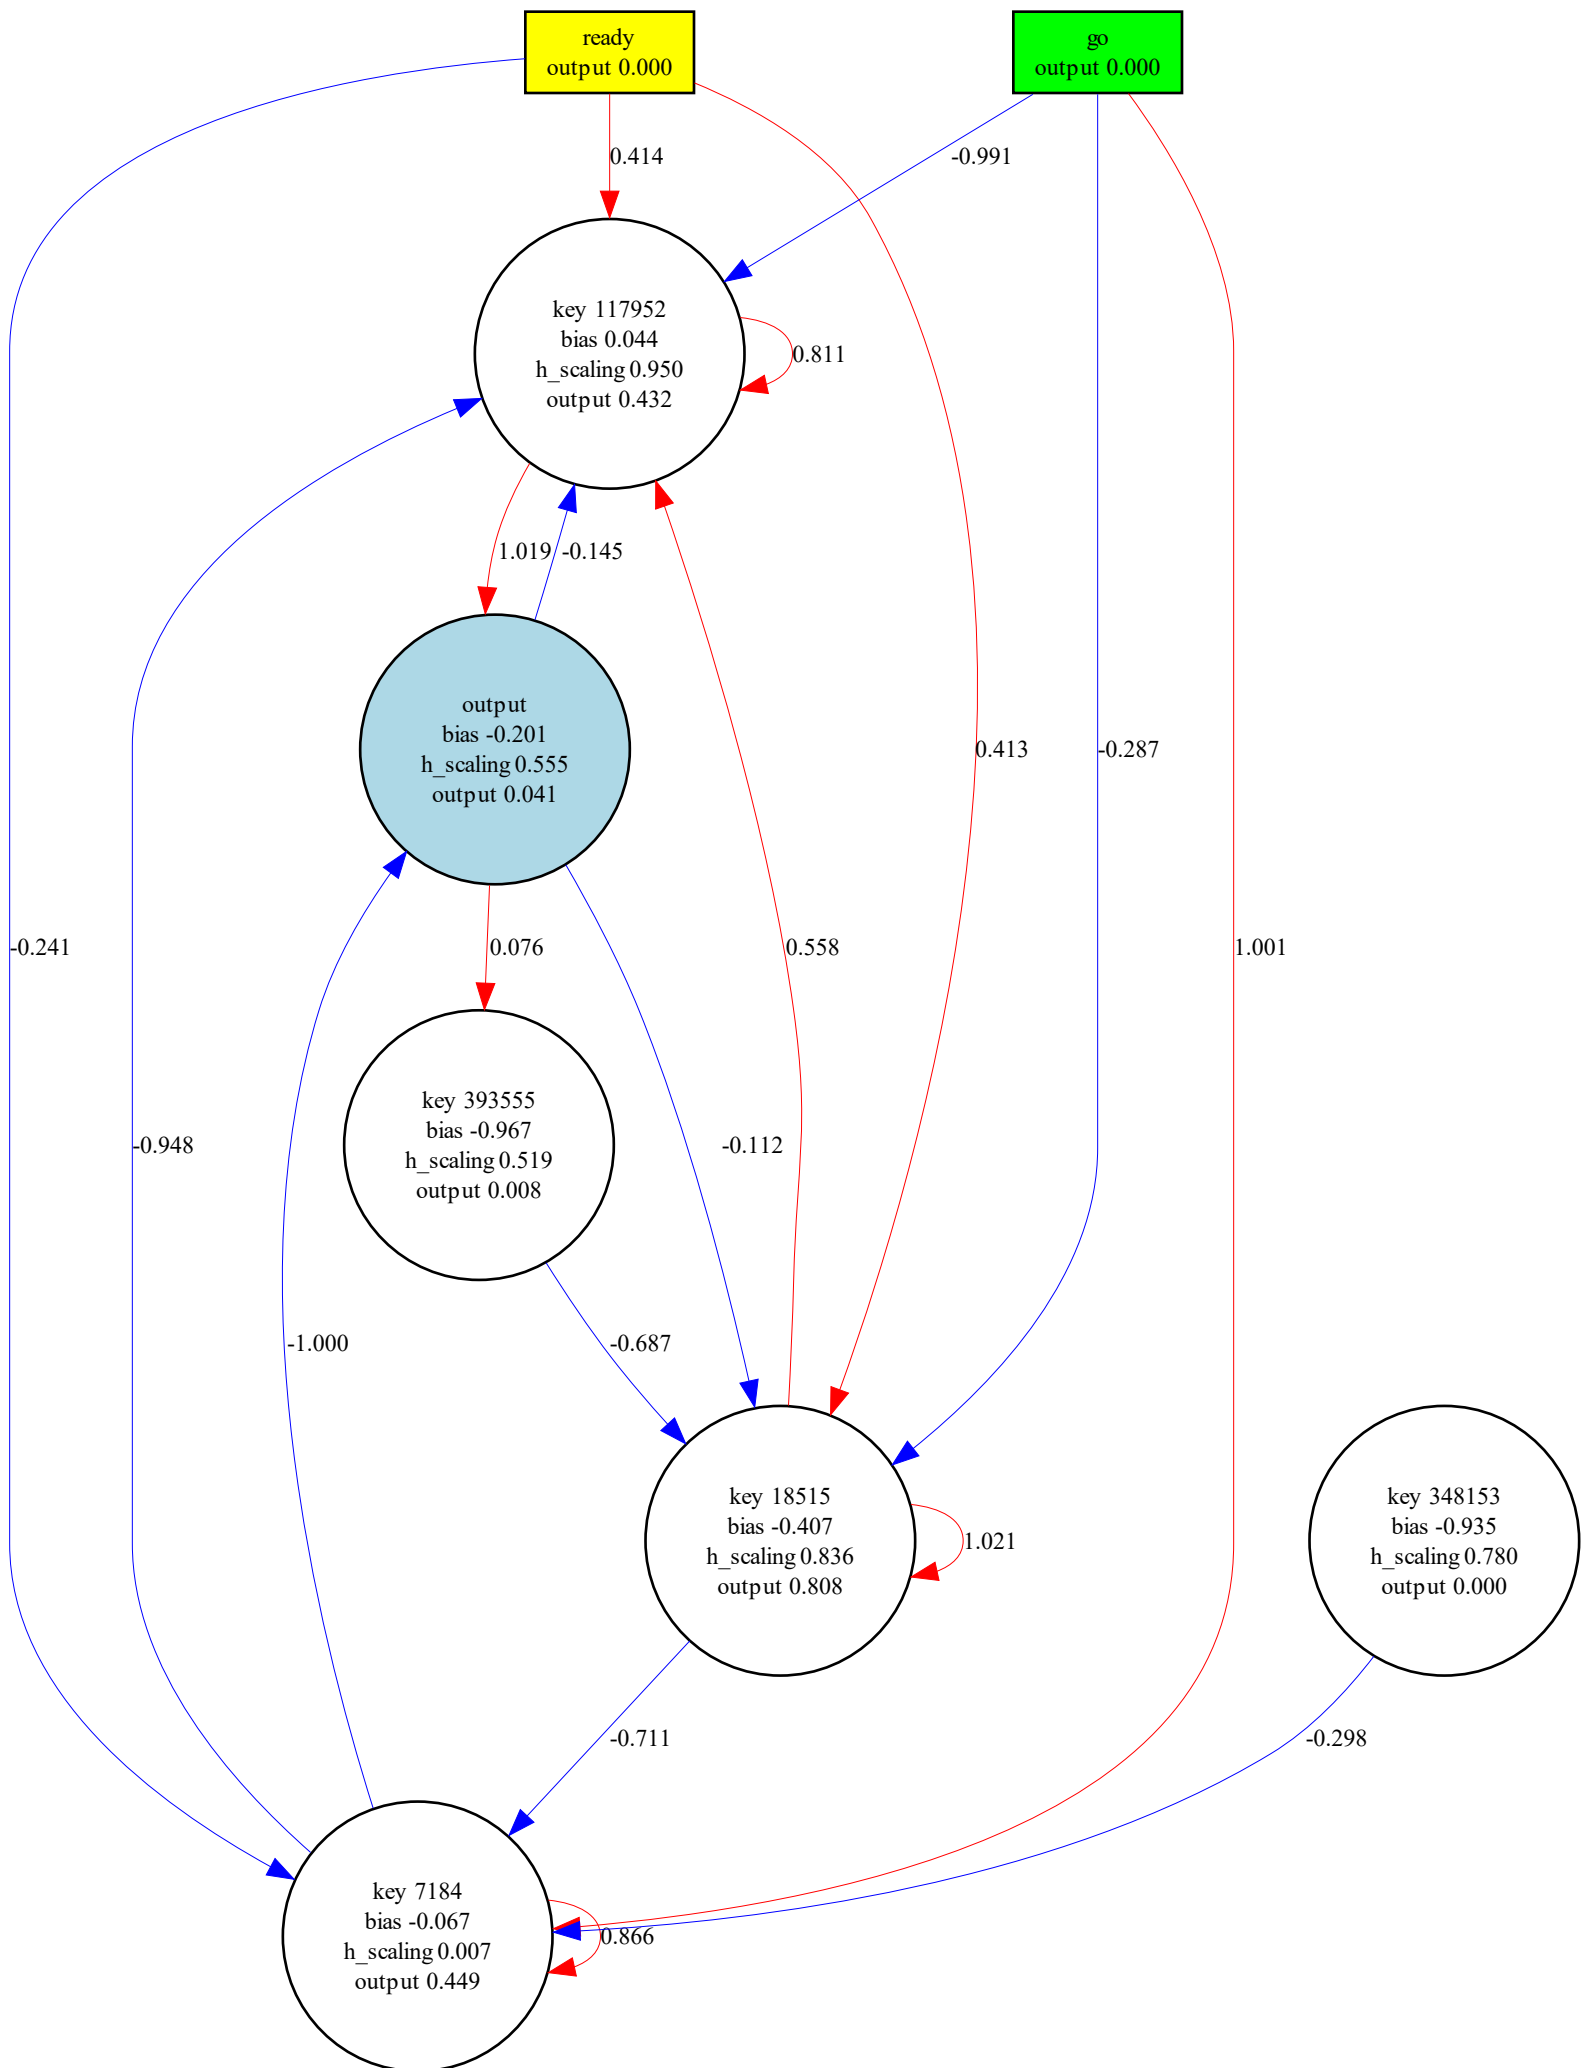 ready
output 0.000
go
output 0.000
0.414
-0.991
key 117952
bias 0.044
h_scaling 0.950
output 0.432
0.811
1.019
-0.145
output
bias -0.201
h_scaling 0.555
output 0.041
0.413
-0.287
-0.241
0.076
0.558
1.001
key 393555
bias -0.967
h_scaling 0.519
output 0.008
-0.948
-0.112
-1.000
-0.687
key 18515
bias -0.407
h_scaling 0.836
output 0.808
1.021
key 348153
bias -0.935
h_scaling 0.780
output 0.000
-0.711
-0.298
key 7184
bias -0.067
h_scaling 0.007
output 0.449
0.866